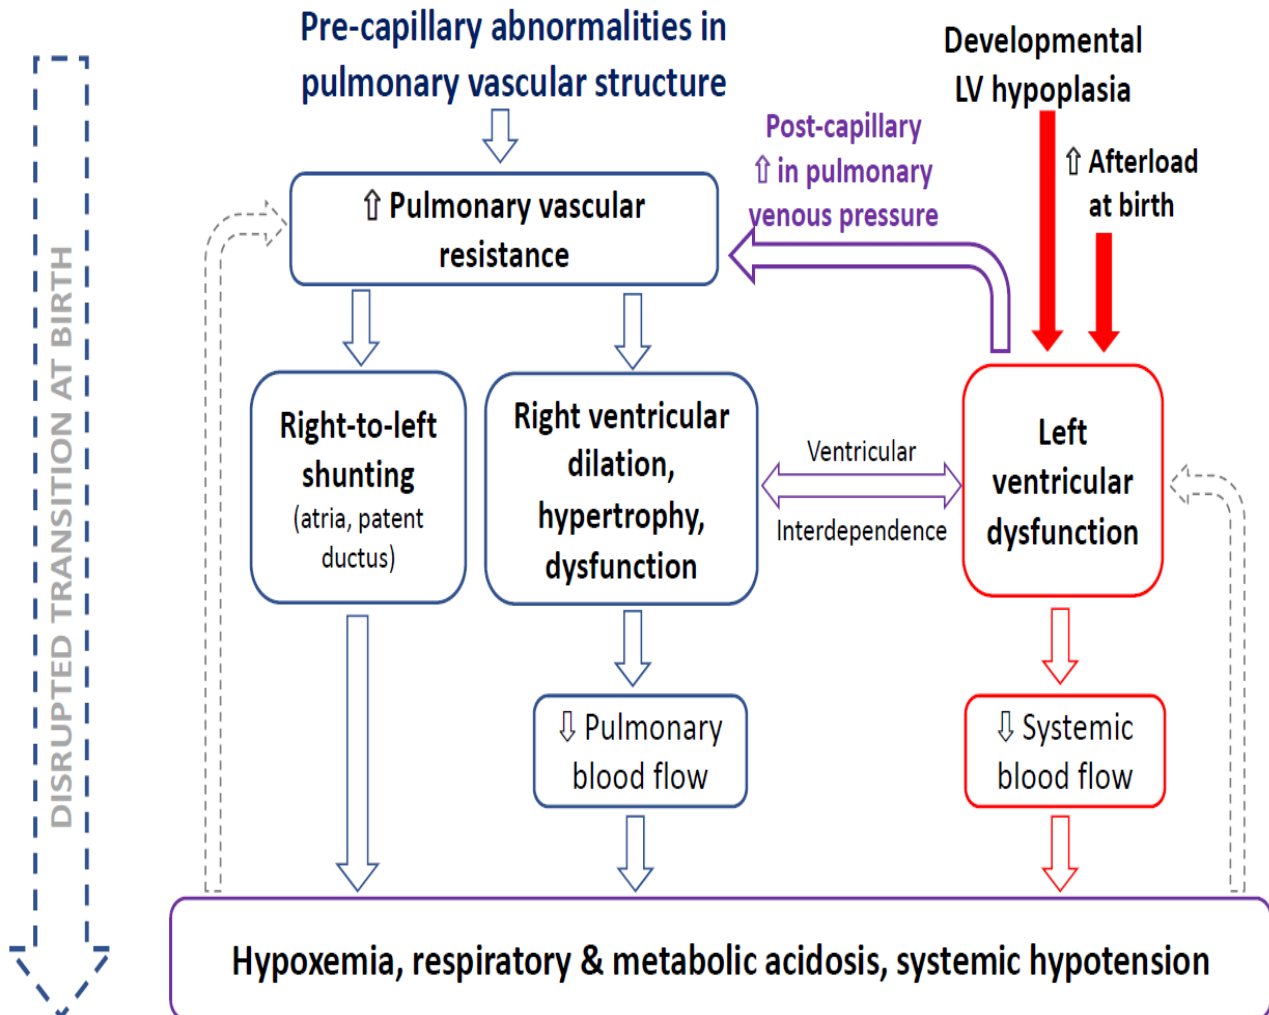 Pre-capillary abnormalities in
pulmonary vascular structure
Developmental
LV hypoplasia
Post-capillary
⇧ in pulmonary
venous pressure
⇧ Afterload
at birth
⇧ Pulmonary vascular
resistance
DISRUPTED TRANSITION AT BIRTH
Right-to-left
shunting
(atria, patent
ductus)
Right ventricular
dilation,
hypertrophy,
dysfunction
Ventricular
Interdependence
Left
ventricular
dysfunction
⇩ Pulmonary
blood flow
⇩ Systemic
blood flow
Hypoxemia, respiratory & metabolic acidosis, systemic hypotension